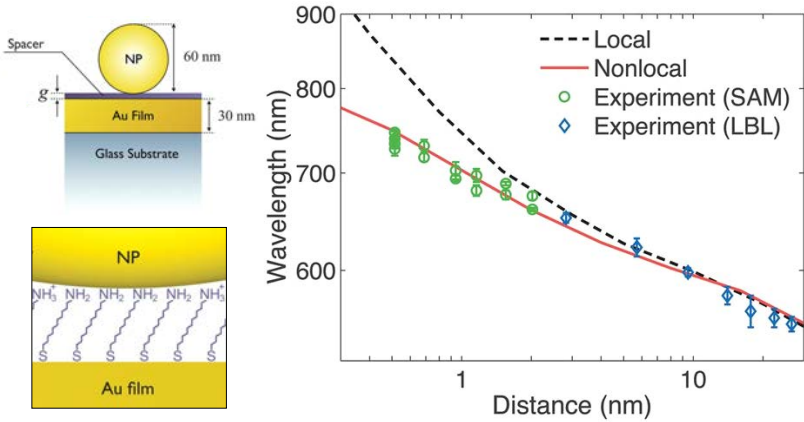 Spacer
NP
60 nm
g
Au Film
30 nm
Glass Substrate
NP
NH₃⁺ NH₂ NH₂ NH₂ NH₂ NH₃⁺
S S S S S S
Au film
900
800
700
600
Wavelength (nm)
Local
Nonlocal
Experiment (SAM)
Experiment (LBL)
1
10
Distance (nm)